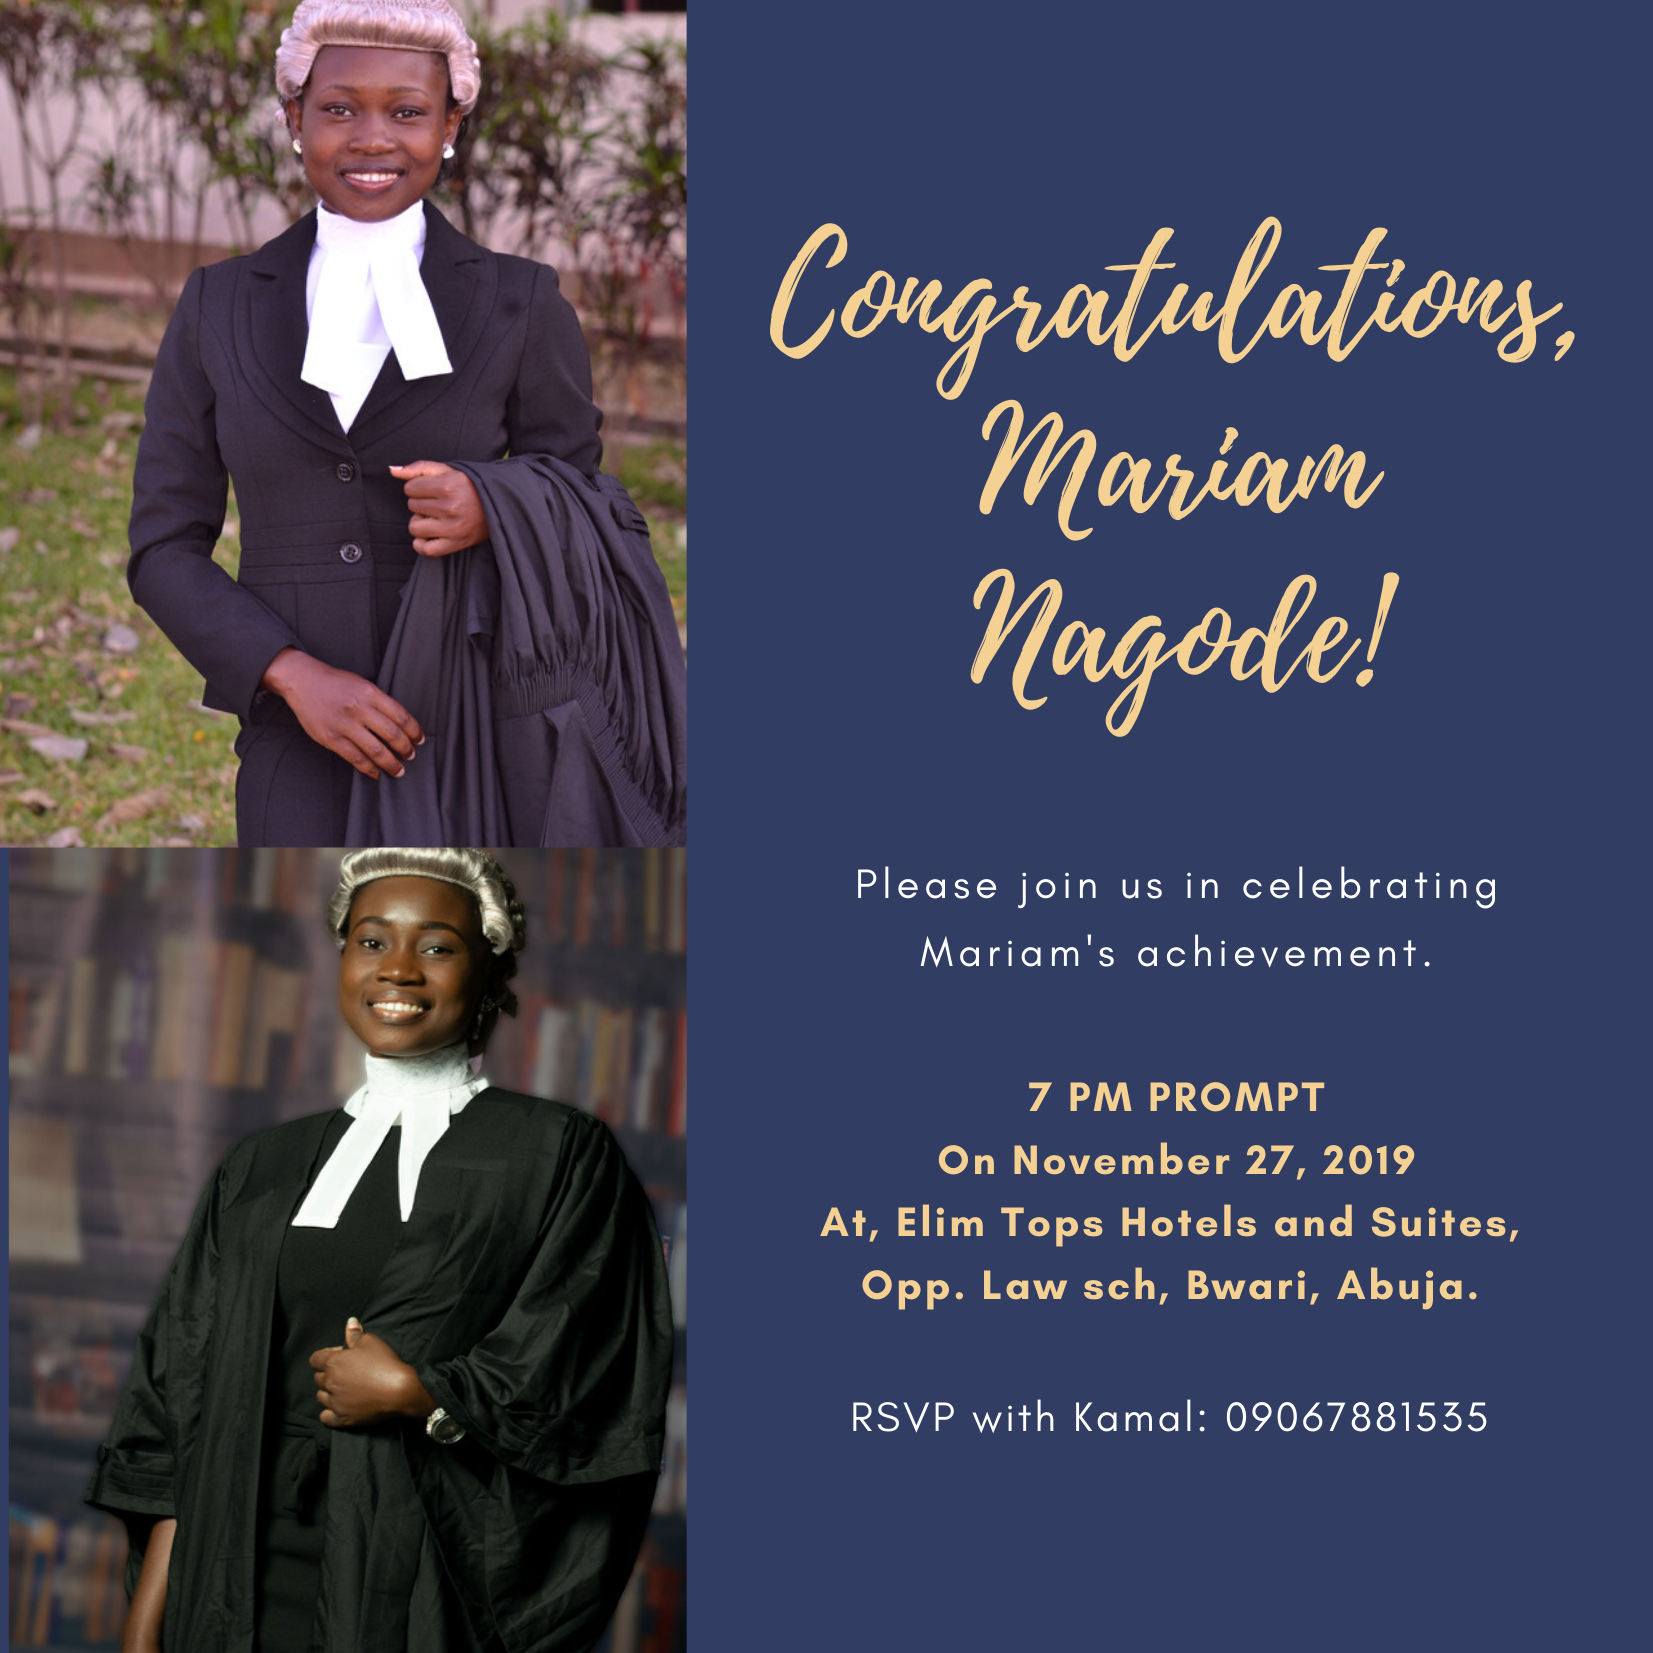 Congratulations,
Mariam
Nagode!
Please join us in celebrating
Mariam's achievement.
7 PM PROMPT
On November 27, 2019
At, Elim Tops Hotels and Suites,
Opp. Law sch, Bwari, Abuja.
RSVP with Kamal: 09067881535